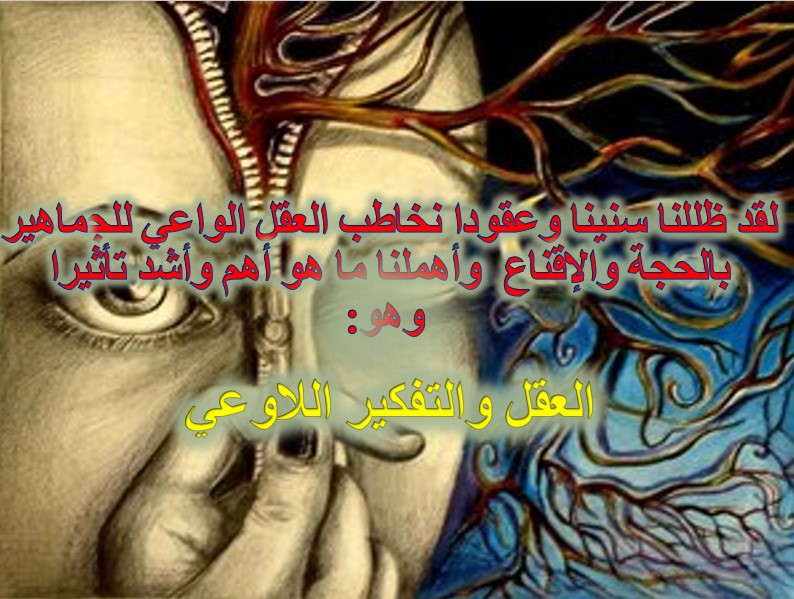 لقد ظللنا سنينا وعقودا نخاطب العقل الواعي للجماهير
بالحجة والإقناع وأهملنا ما هو أهم وأشد تأثيرا
وهو:
العقل والتفكير اللاوعي